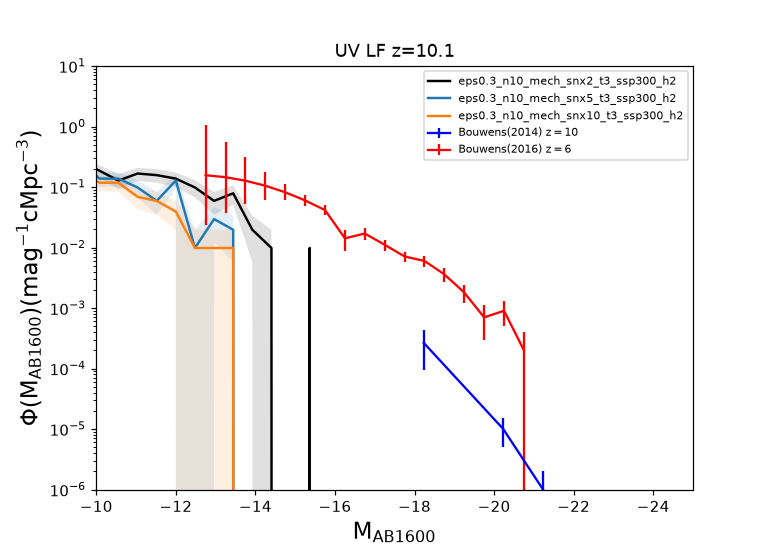 UV LF z=10.1
eps0.3_n10_mech_snx2_t3_ssp300_h2
eps0.3_n10_mech_snx5_t3_ssp300_h2
eps0.3_n10_mech_snx10_t3_ssp300_h2
Bouwens(2014) z = 10
Bouwens(2016) z = 6
Φ(M_AB1600)(mag⁻¹cMpc⁻³)
10¹
10⁰
10⁻¹
10⁻²
10⁻³
10⁻⁴
10⁻⁵
10⁻⁶
−10 −12 −14 −16 −18 −20 −22 −24
M_AB1600